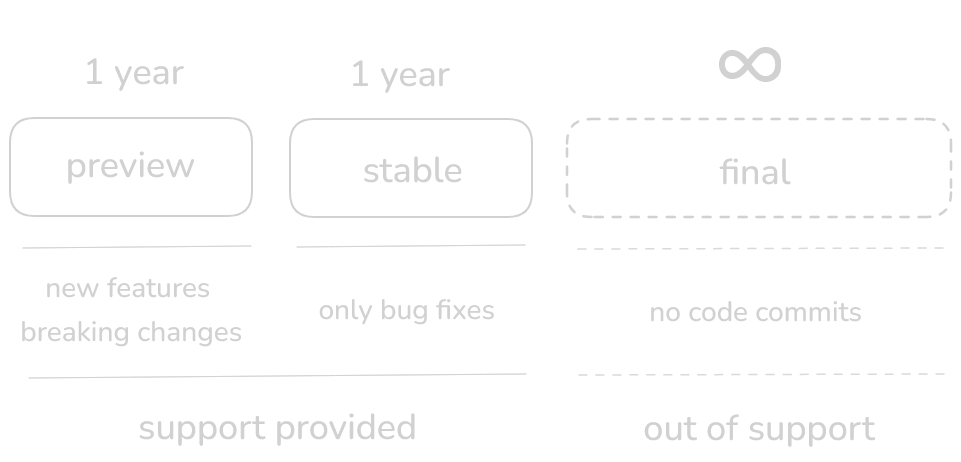 1 year
1 year
∞
preview
stable
final
new features
breaking changes
only bug fixes
no code commits
support provided
out of support